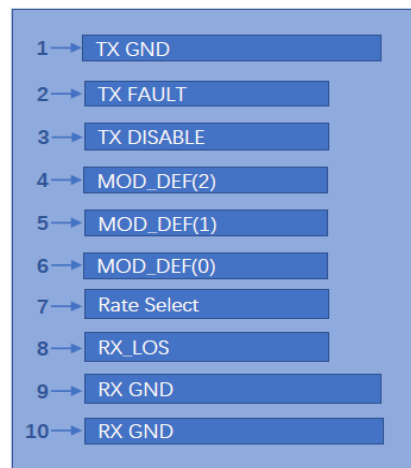 1 TX GND
2 TX FAULT
3 TX DISABLE
4 MOD_DEF(2)
5 MOD_DEF(1)
6 MOD_DEF(0)
7 Rate Select
8 RX_LOS
9 RX GND
10 RX GND